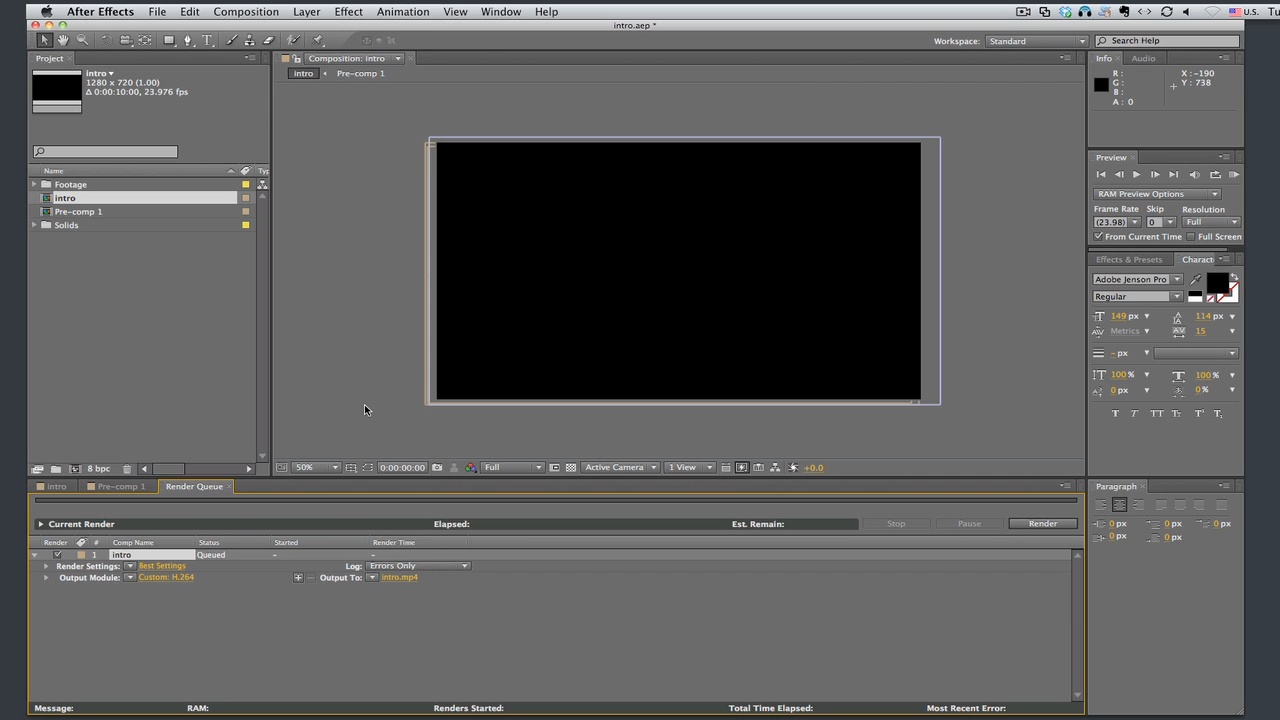 After Effects File Edit Composition Layer Effect Animation View Window Help U.S. Tu
intro.aep *
Workspace: Standard Search Help
Project
intro
1280 x 720 (1.00)
Δ 0:00:10:00, 23.976 fps
Name Typ
Footage
intro
Pre-comp 1
Solids
8 bpc
Composition: intro
intro Pre-comp 1
50% 0:00:00:00 Full Active Camera 1 View +0.0
Info Audio
R : X : -190
G : Y : 738
B :
A : 0
Preview
RAM Preview Options
Frame Rate Skip Resolution
(23.98) 0 Full
From Current Time Full Screen
Effects & Presets Charact
Adobe Jenson Pro
Regular
149 px 114 px
Metrics 15
- px
100% 100%
0 px 0%
T T TT Tr T¹ T₁
Paragraph
0 px 0 px 0 px
0 px 0 px
intro Pre-comp 1 Render Queue
Current Render Elapsed: Est. Remain: Stop Pause Render
Render # Comp Name Status Started Render Time
1 intro Queued - -
Render Settings: Best Settings Log: Errors Only
Output Module: Custom: H.264 Output To: intro.mp4
Message: RAM: Renders Started: Total Time Elapsed: Most Recent Error: